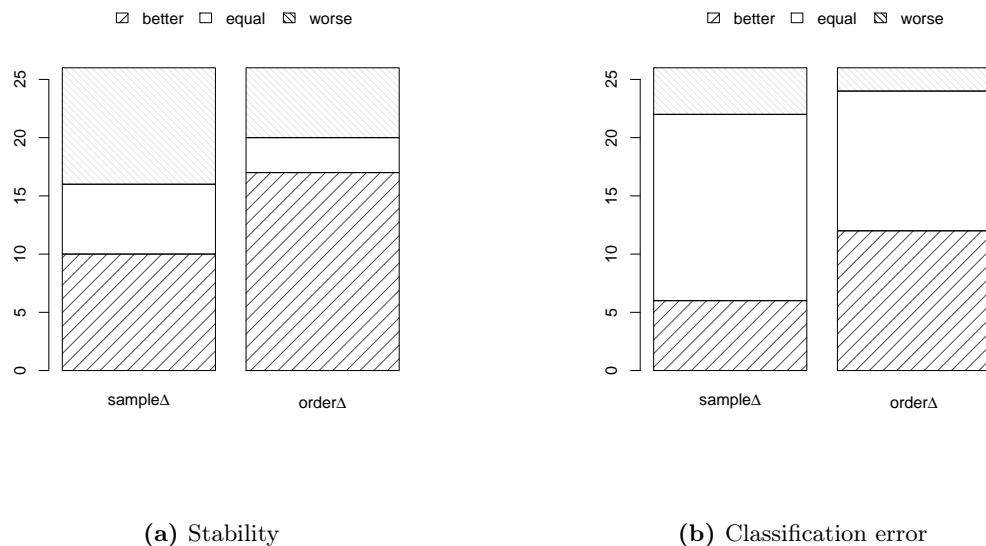 better equal worse
25
20
15
10
5
0
sampleΔ orderΔ
(a) Stability
better equal worse
25
20
15
10
5
0
sampleΔ orderΔ
(b) Classification error